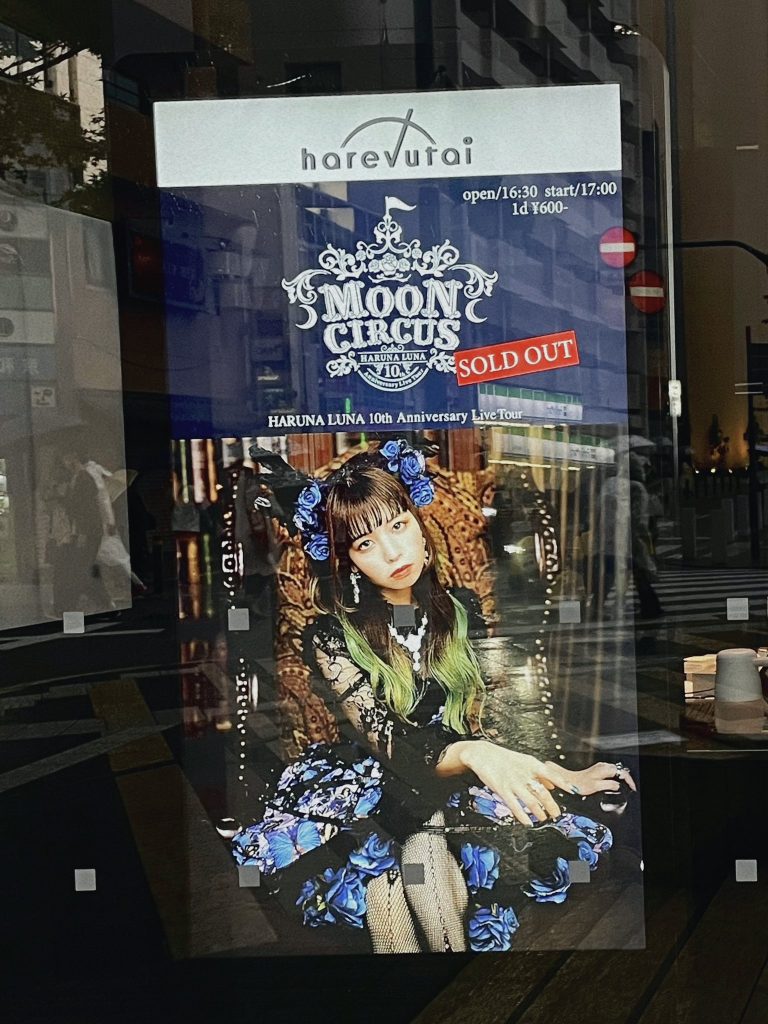 harevutai
open/16:30 start/17:00
1d ¥600-
MOON
CIRCUS
HARUNA LUNA
10th
Anniversary Live Tour
SOLD OUT
HARUNA LUNA 10th Anniversary Live Tour